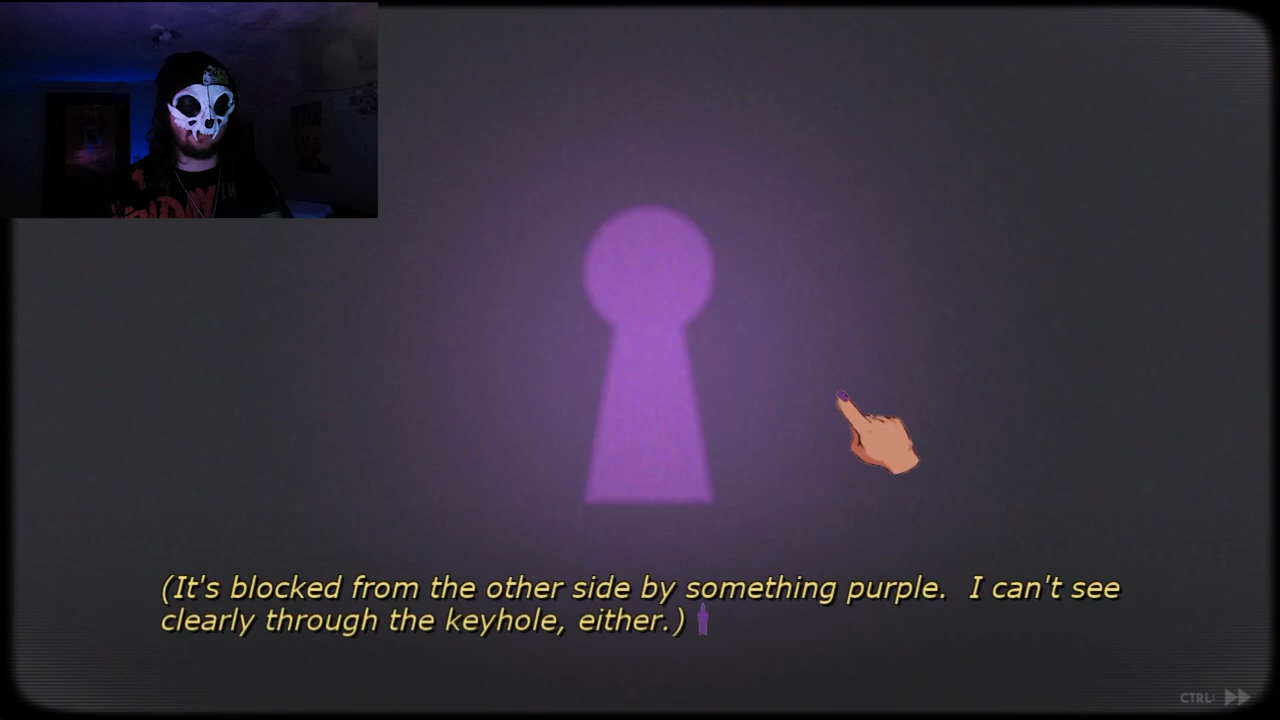 (It's blocked from the other side by something purple.  I can't see
clearly through the keyhole, either.)
CTRL: